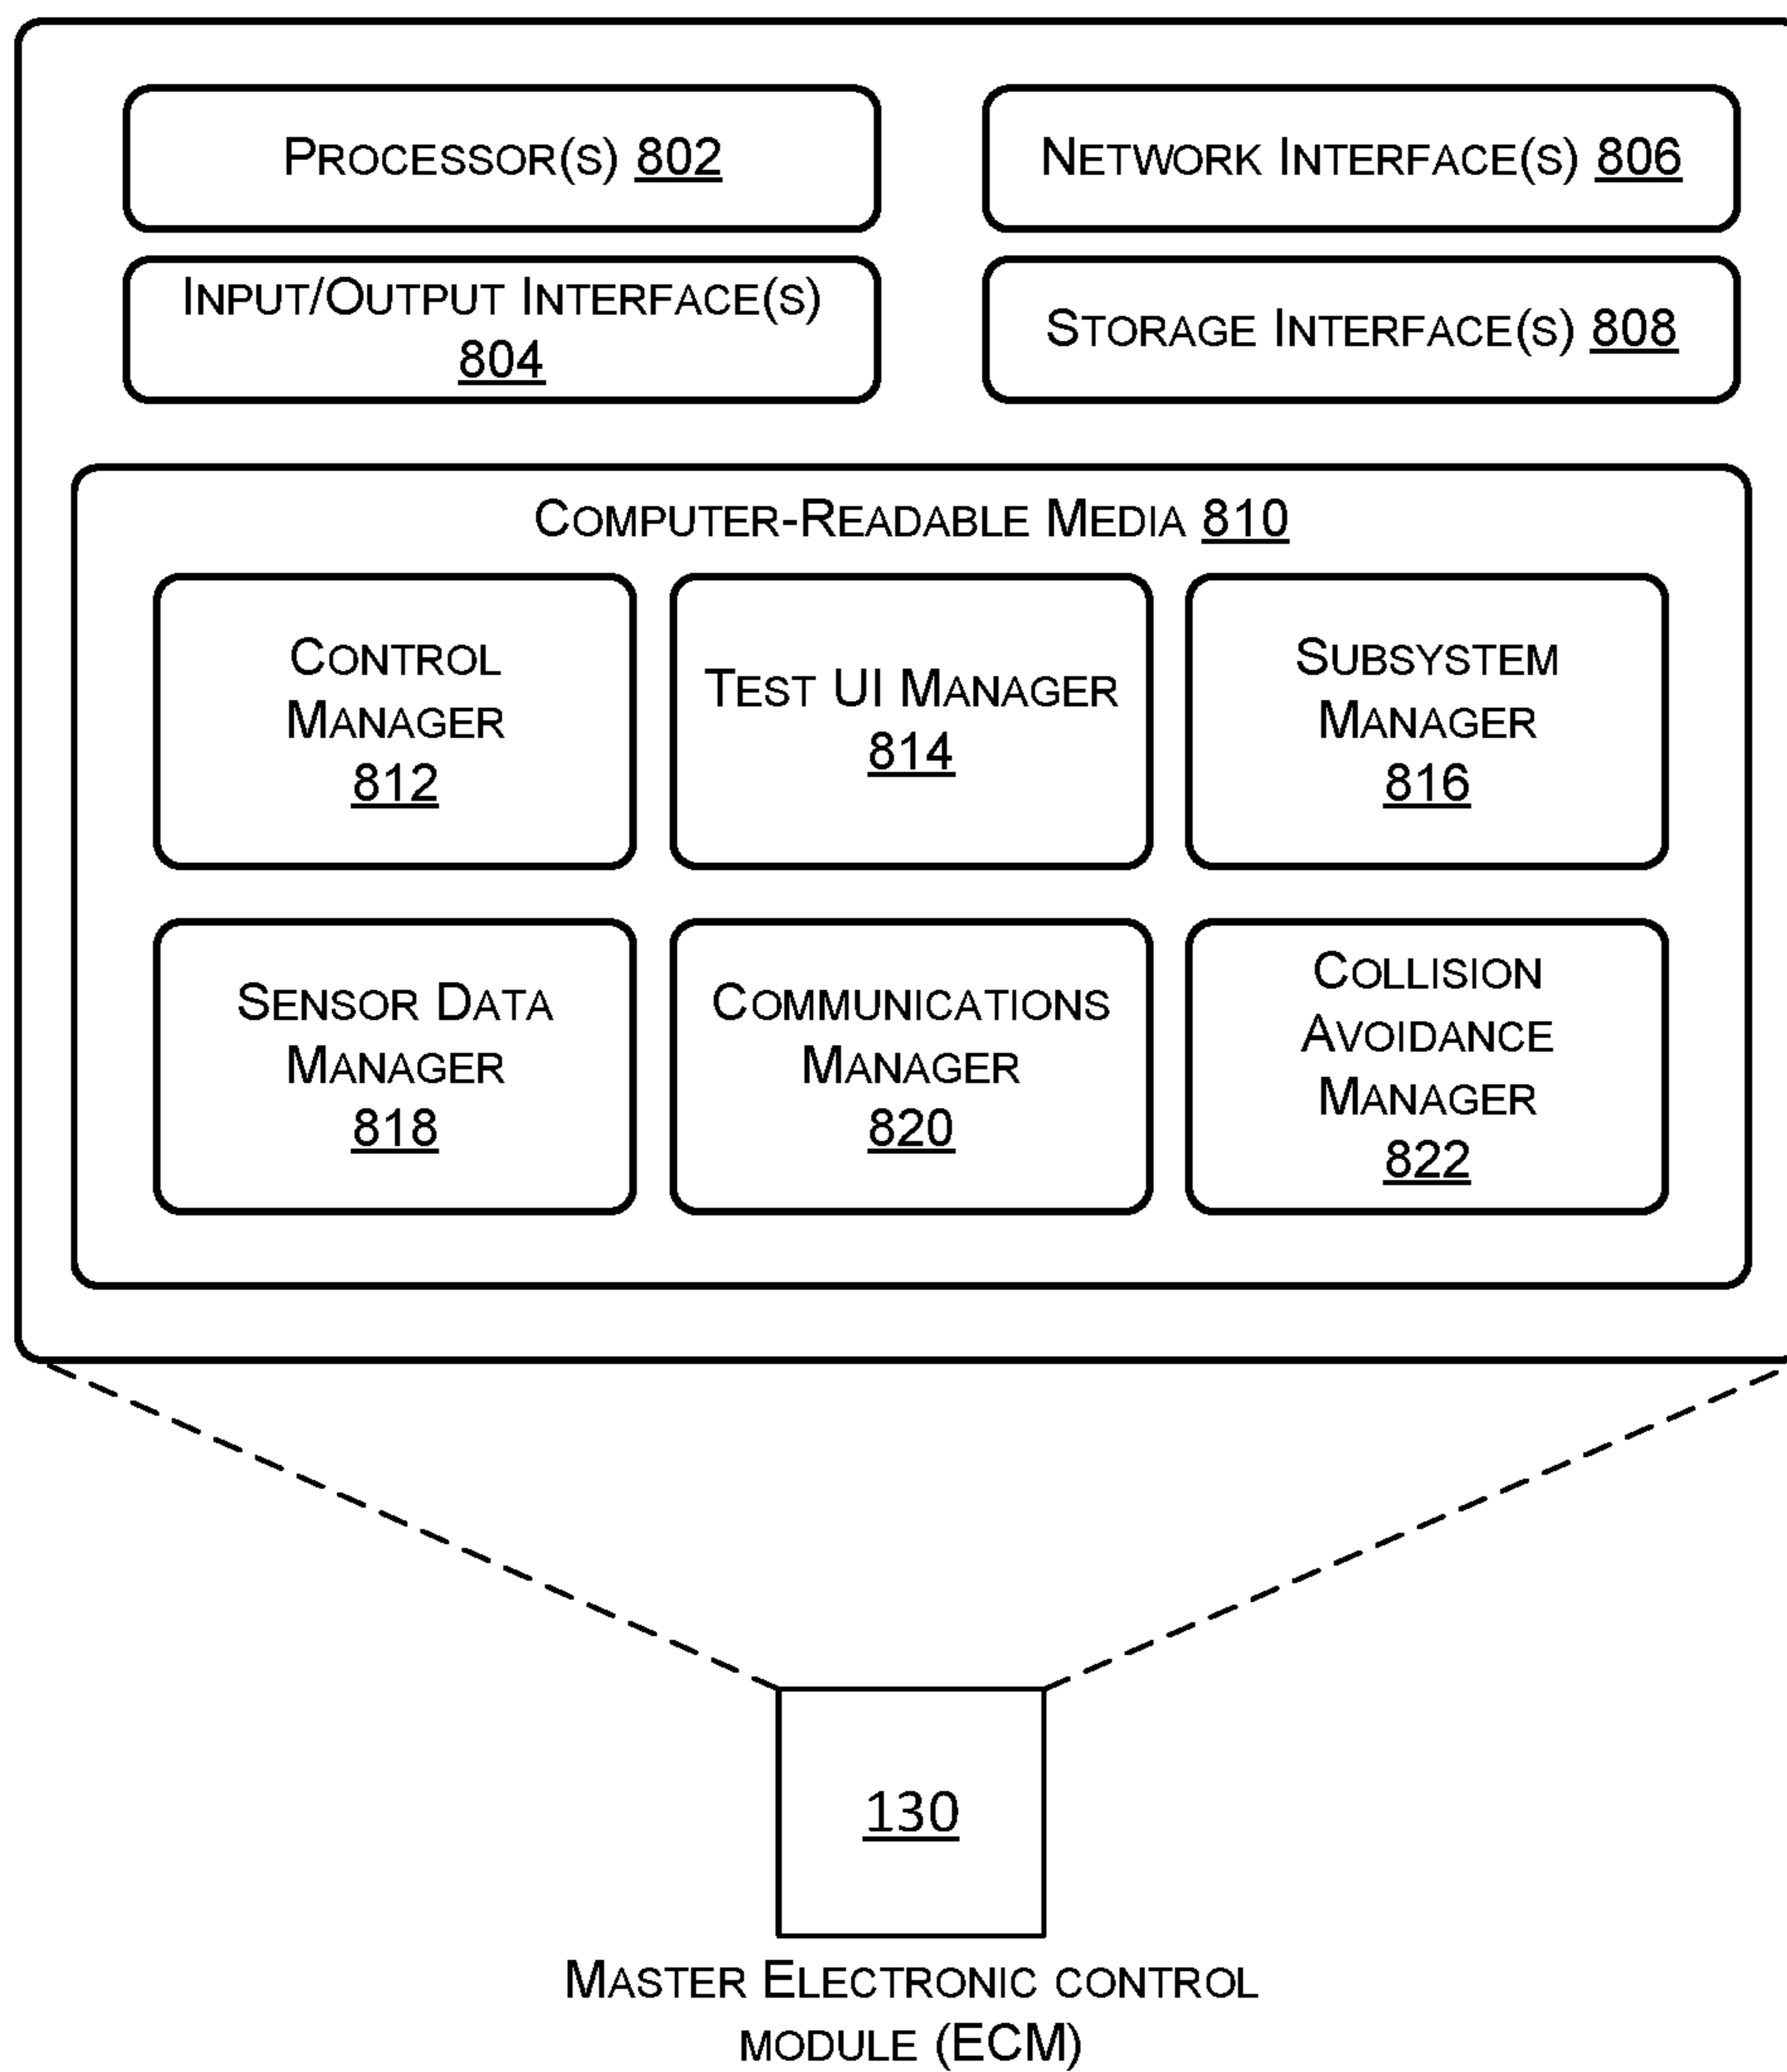 PROCESSOR(S) 802
NETWORK INTERFACE(S) 806
INPUT/OUTPUT INTERFACE(S)
804
STORAGE INTERFACE(S) 808
COMPUTER-READABLE MEDIA 810
CONTROL
MANAGER
812
TEST UI MANAGER
814
SUBSYSTEM
MANAGER
816
SENSOR DATA
MANAGER
818
COMMUNICATIONS
MANAGER
820
COLLISION
AVOIDANCE
MANAGER
822
130
MASTER ELECTRONIC CONTROL
MODULE (ECM)